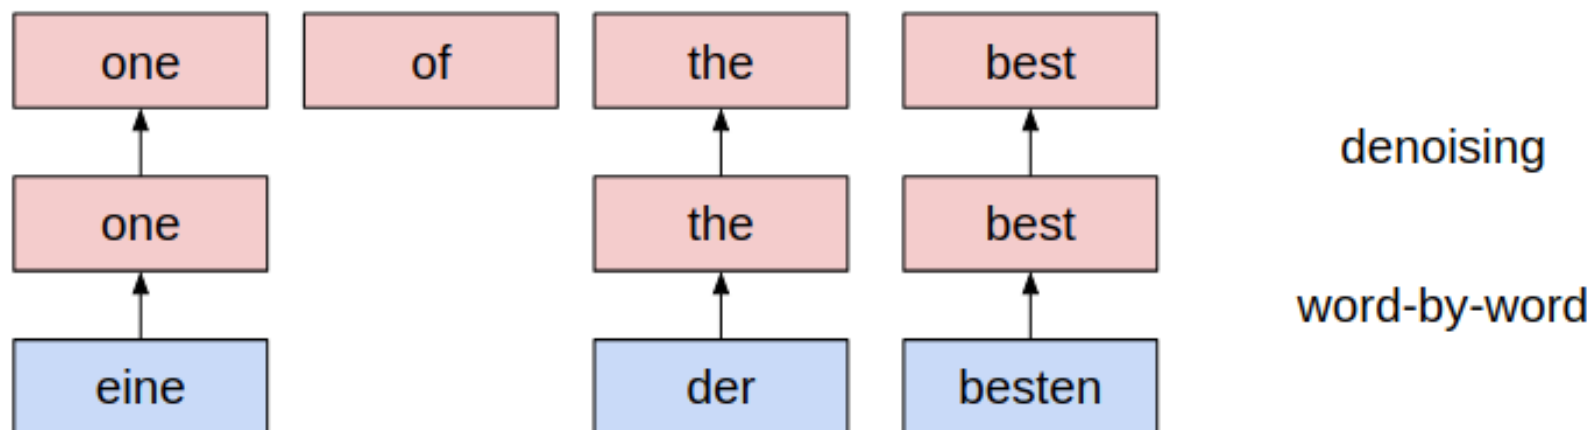 one of the best
denoising
one the best
word-by-word
eine der besten